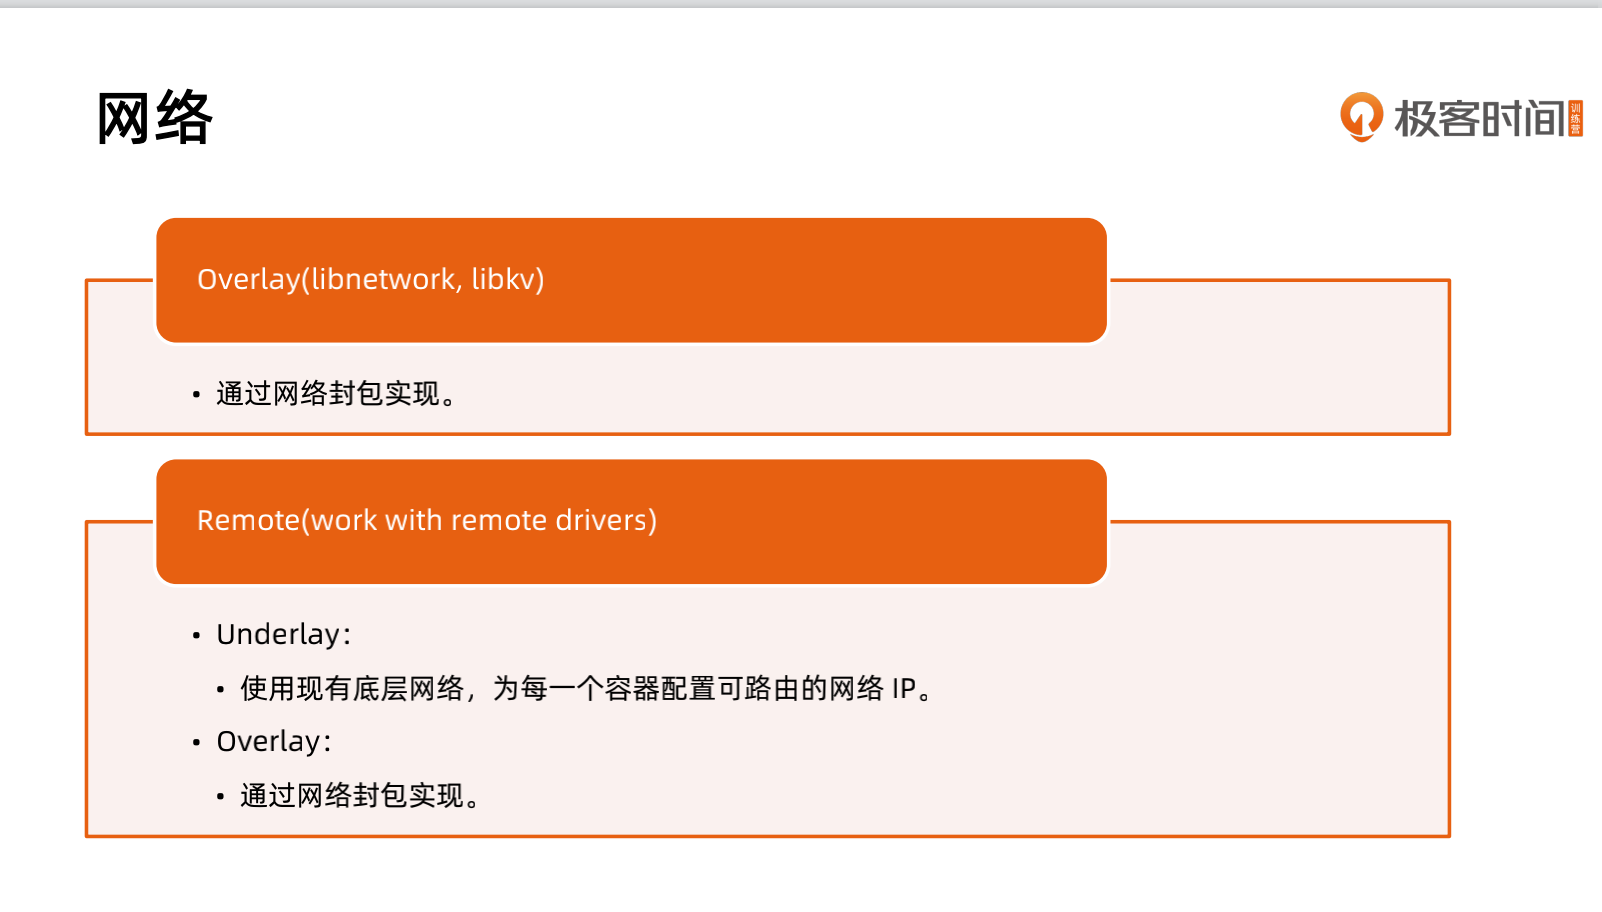 网络
极客时间
训练营
Overlay(libnetwork, libkv)
• 通过网络封包实现。
Remote(work with remote drivers)
• Underlay：
• 使用现有底层网络，为每一个容器配置可路由的网络 IP。
• Overlay：
• 通过网络封包实现。